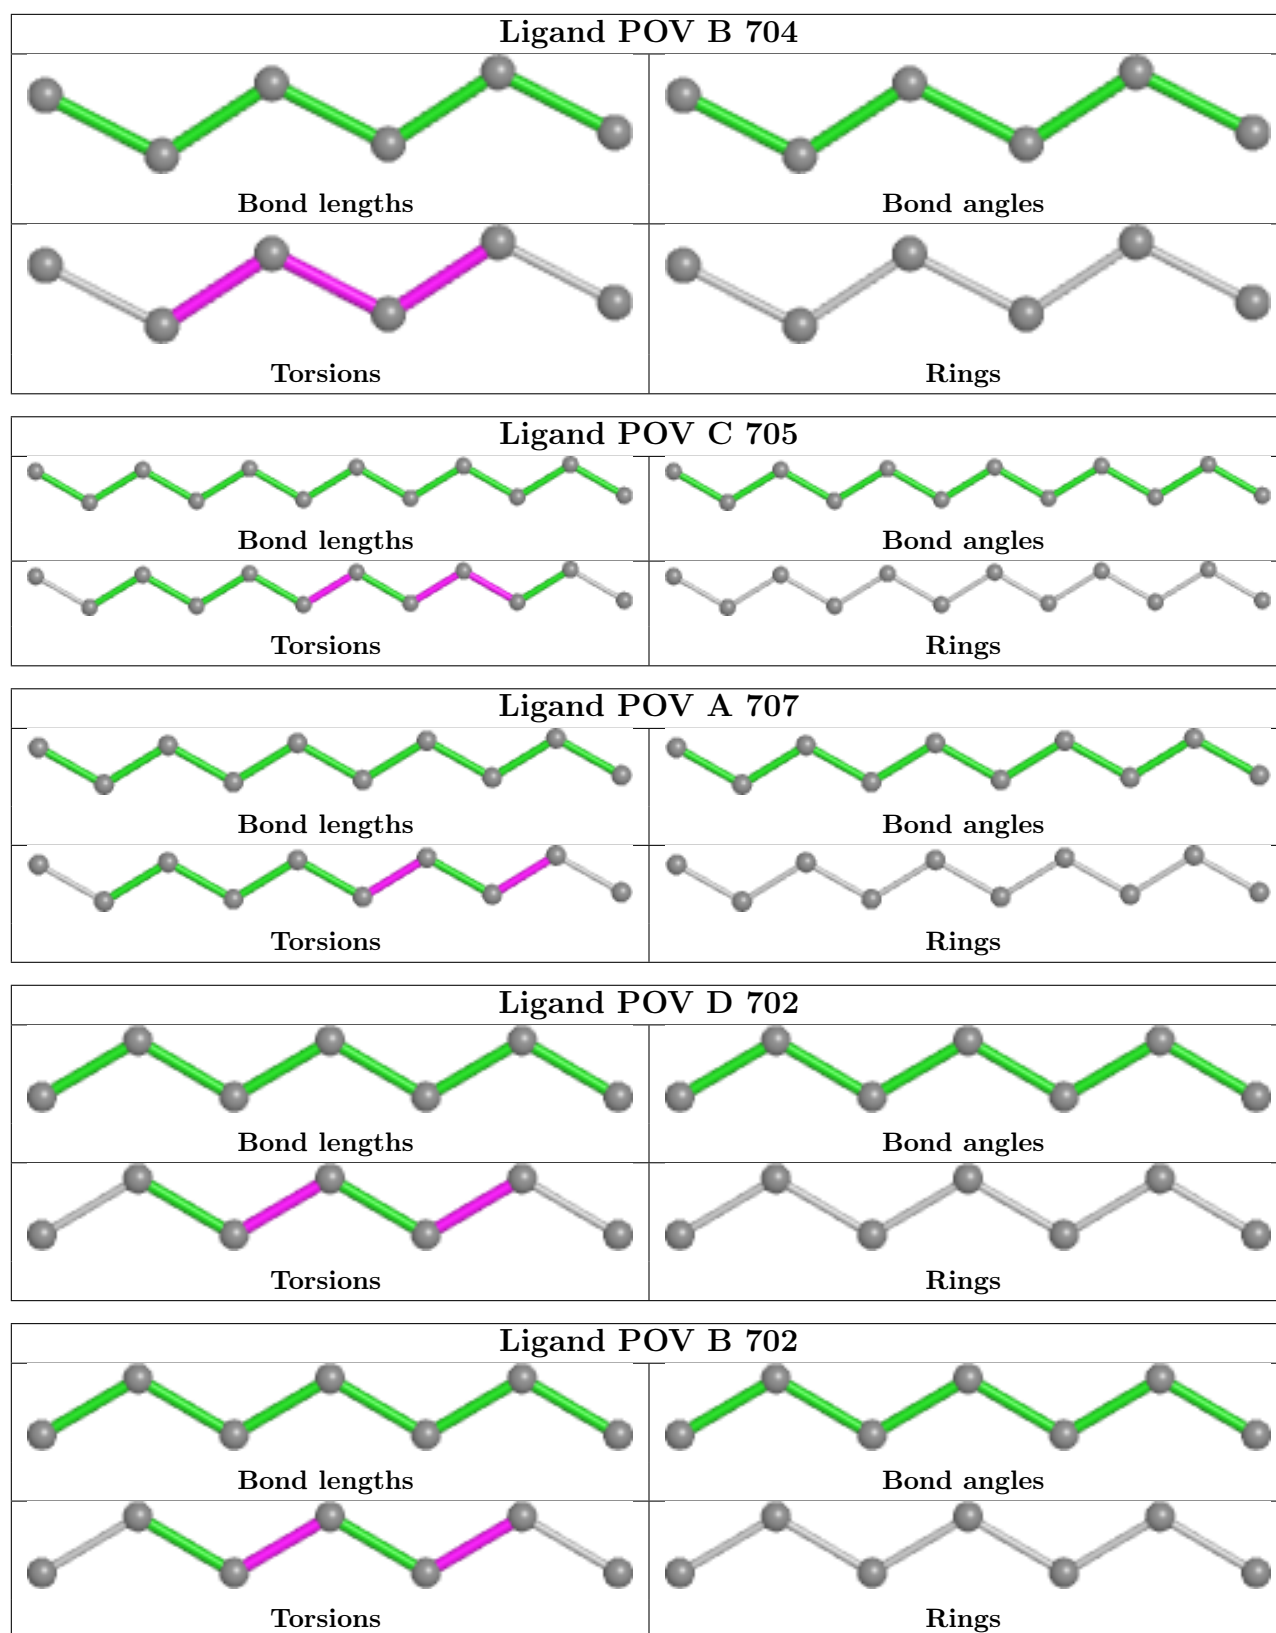 Ligand POV B 704
Bond lengths
Bond angles
Torsions
Rings
Ligand POV C 705
Bond lengths
Bond angles
Torsions
Rings
Ligand POV A 707
Bond lengths
Bond angles
Torsions
Rings
Ligand POV D 702
Bond lengths
Bond angles
Torsions
Rings
Ligand POV B 702
Bond lengths
Bond angles
Torsions
Rings